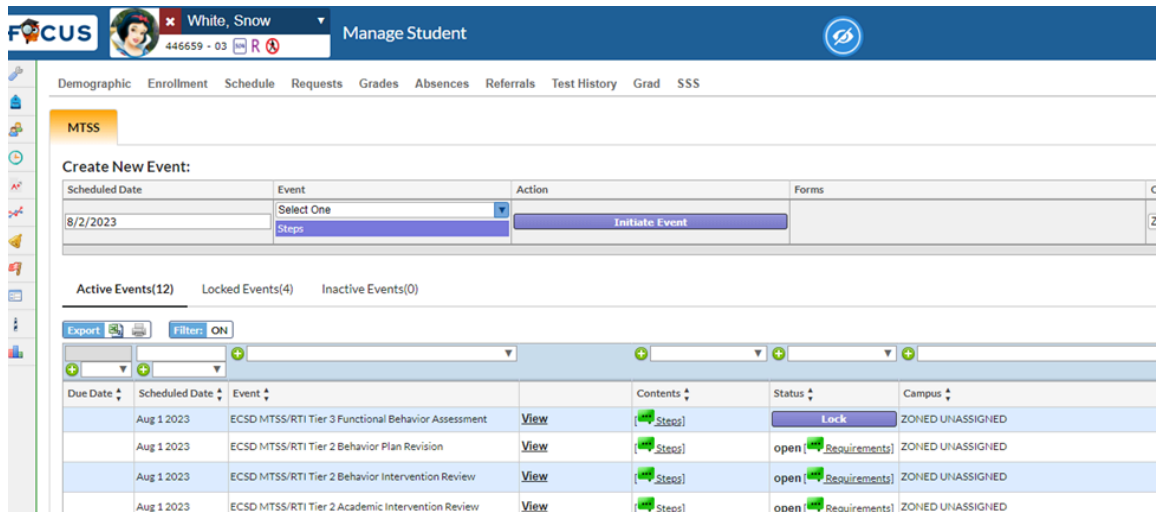 FOCUS
White, Snow
446659 - 03 R
Manage Student
Demographic Enrollment Schedule Requests Grades Absences Referrals Test History Grad SSS
MTSS
Create New Event:
Scheduled Date Event Action Forms
8/2/2023 Select One Initiate Event
Steps
Active Events(12) Locked Events(4) Inactive Events(0)
Export Filter: ON
Due Date Scheduled Date Event Contents Status Campus
Aug 1 2023 ECSD MTSS/RTI Tier 3 Functional Behavior Assessment View [Steps] Lock ZONED UNASSIGNED
Aug 1 2023 ECSD MTSS/RTI Tier 2 Behavior Plan Revision View [Steps] open [Requirements] ZONED UNASSIGNED
Aug 1 2023 ECSD MTSS/RTI Tier 2 Behavior Intervention Review View [Steps] open [Requirements] ZONED UNASSIGNED
Aug 1 2023 ECSD MTSS/RTI Tier 2 Academic Intervention Review View [Steps] open [Requirements] ZONED UNASSIGNED